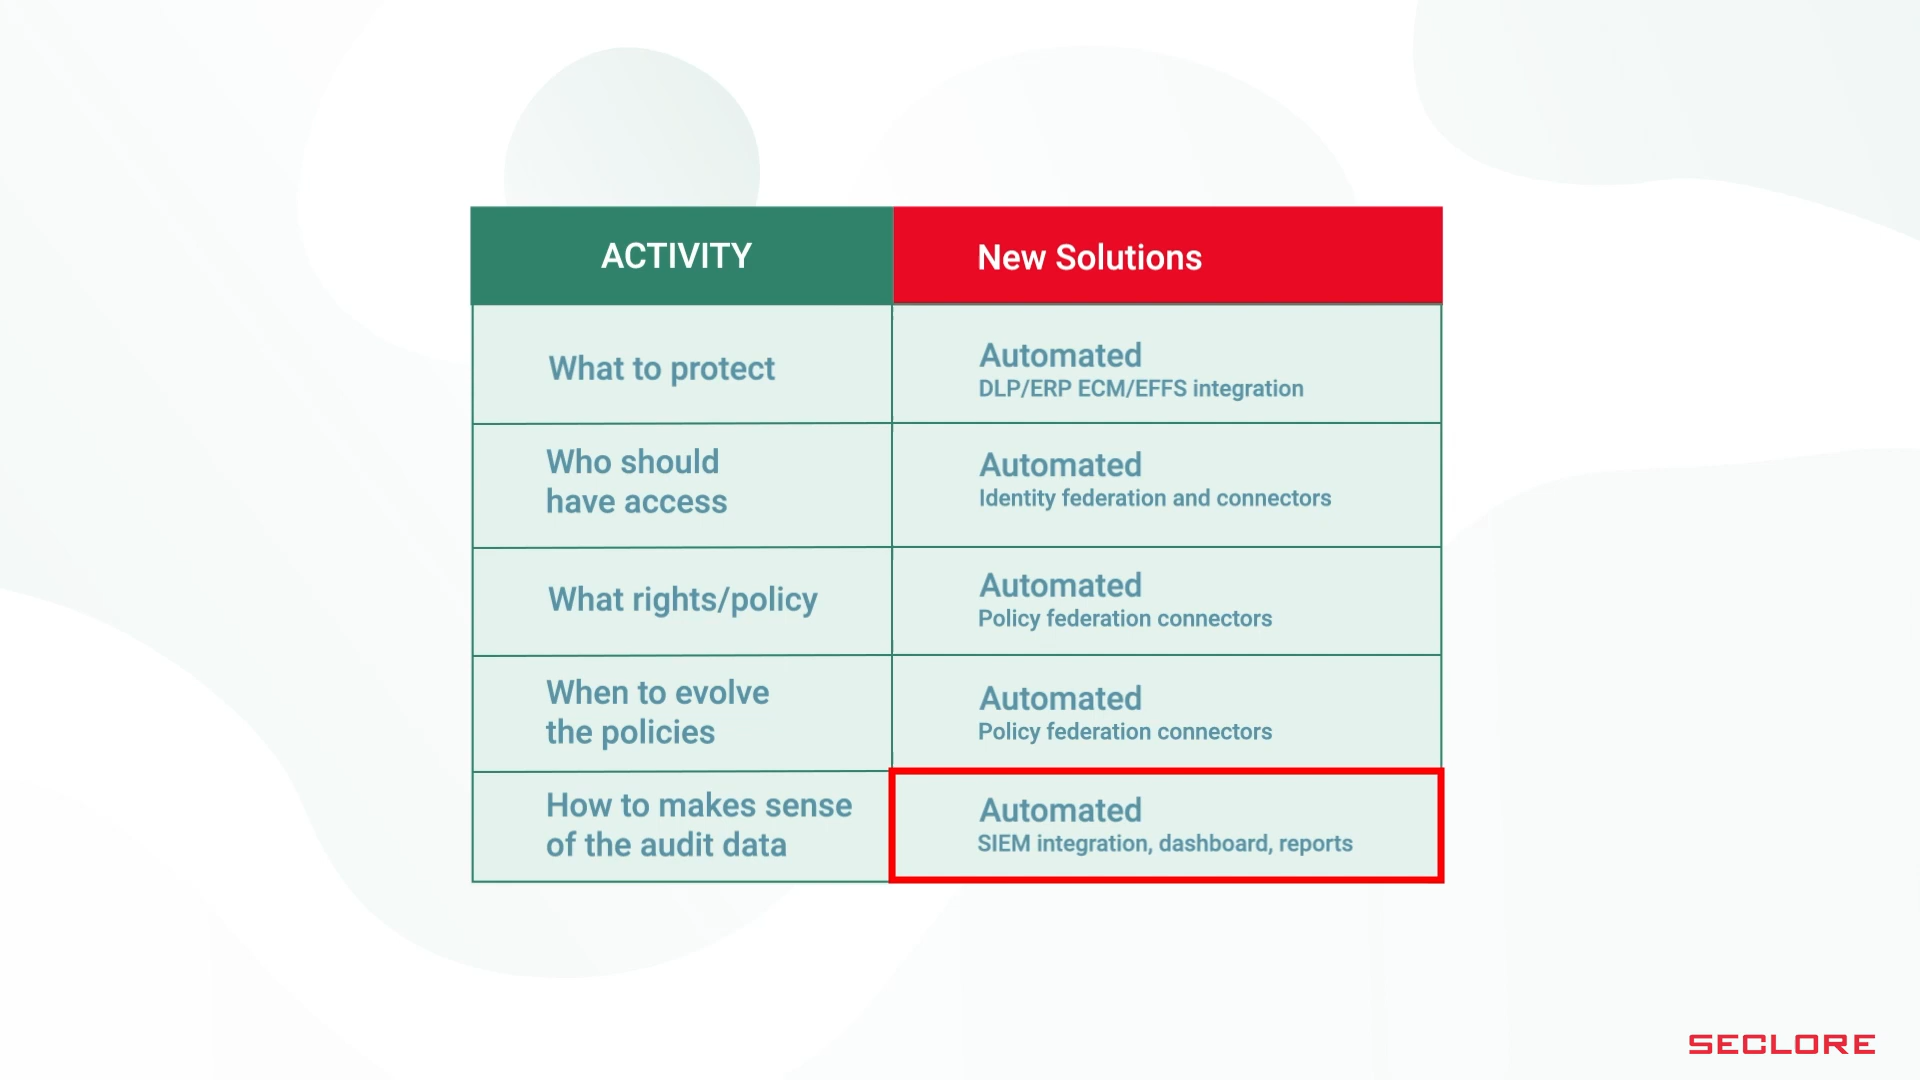 ACTIVITY
New Solutions
What to protect
Automated
DLP/ERP ECM/EFFS integration
Who should
have access
Automated
Identity federation and connectors
What rights/policy
Automated
Policy federation connectors
When to evolve
the policies
Automated
Policy federation connectors
How to makes sense
of the audit data
Automated
SIEM integration, dashboard, reports
SECLORE